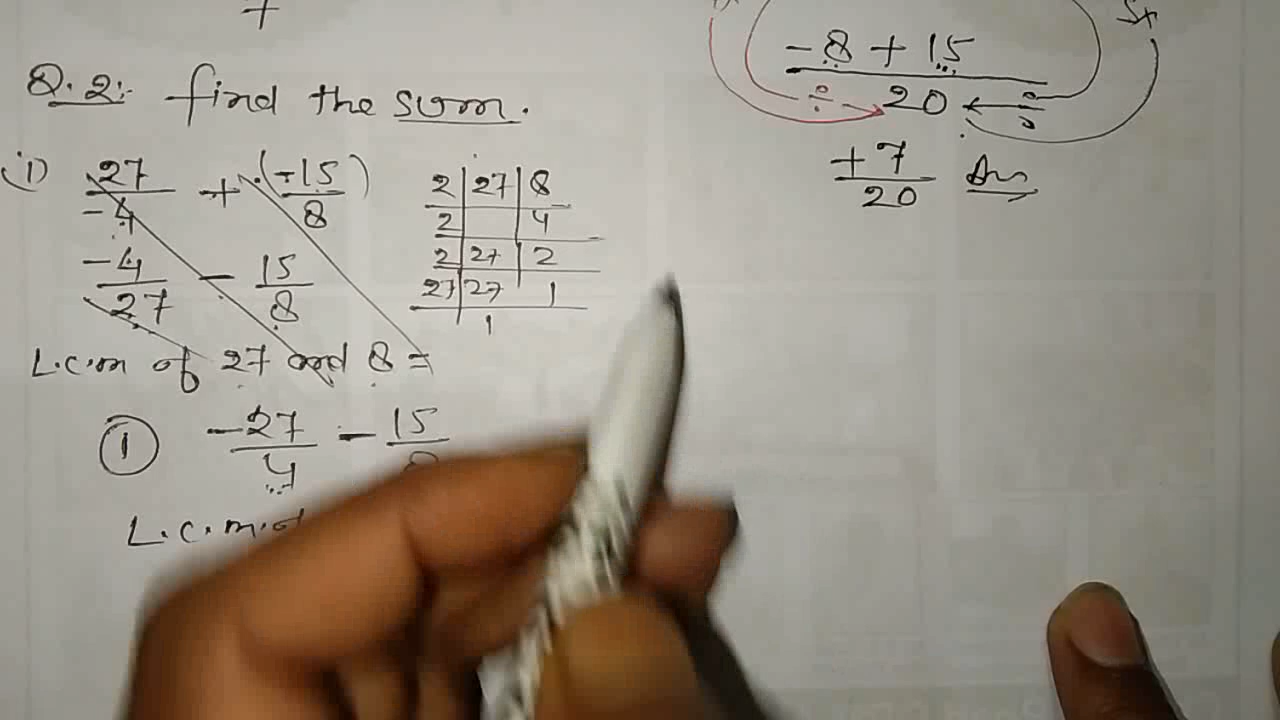 7
Q.2:- find the sum.
(i) 27/-4 + (-15/8)
-4/27 - 15/8
L.C.M of 27 and 8 =
① -27/4 - 15/
L.C.M.o
2 | 27 | 8
2 | | 4
2 | 27 | 2
27 | 27 | 1
1
-8 + 15
÷ 20 ÷
+7/20 Ans